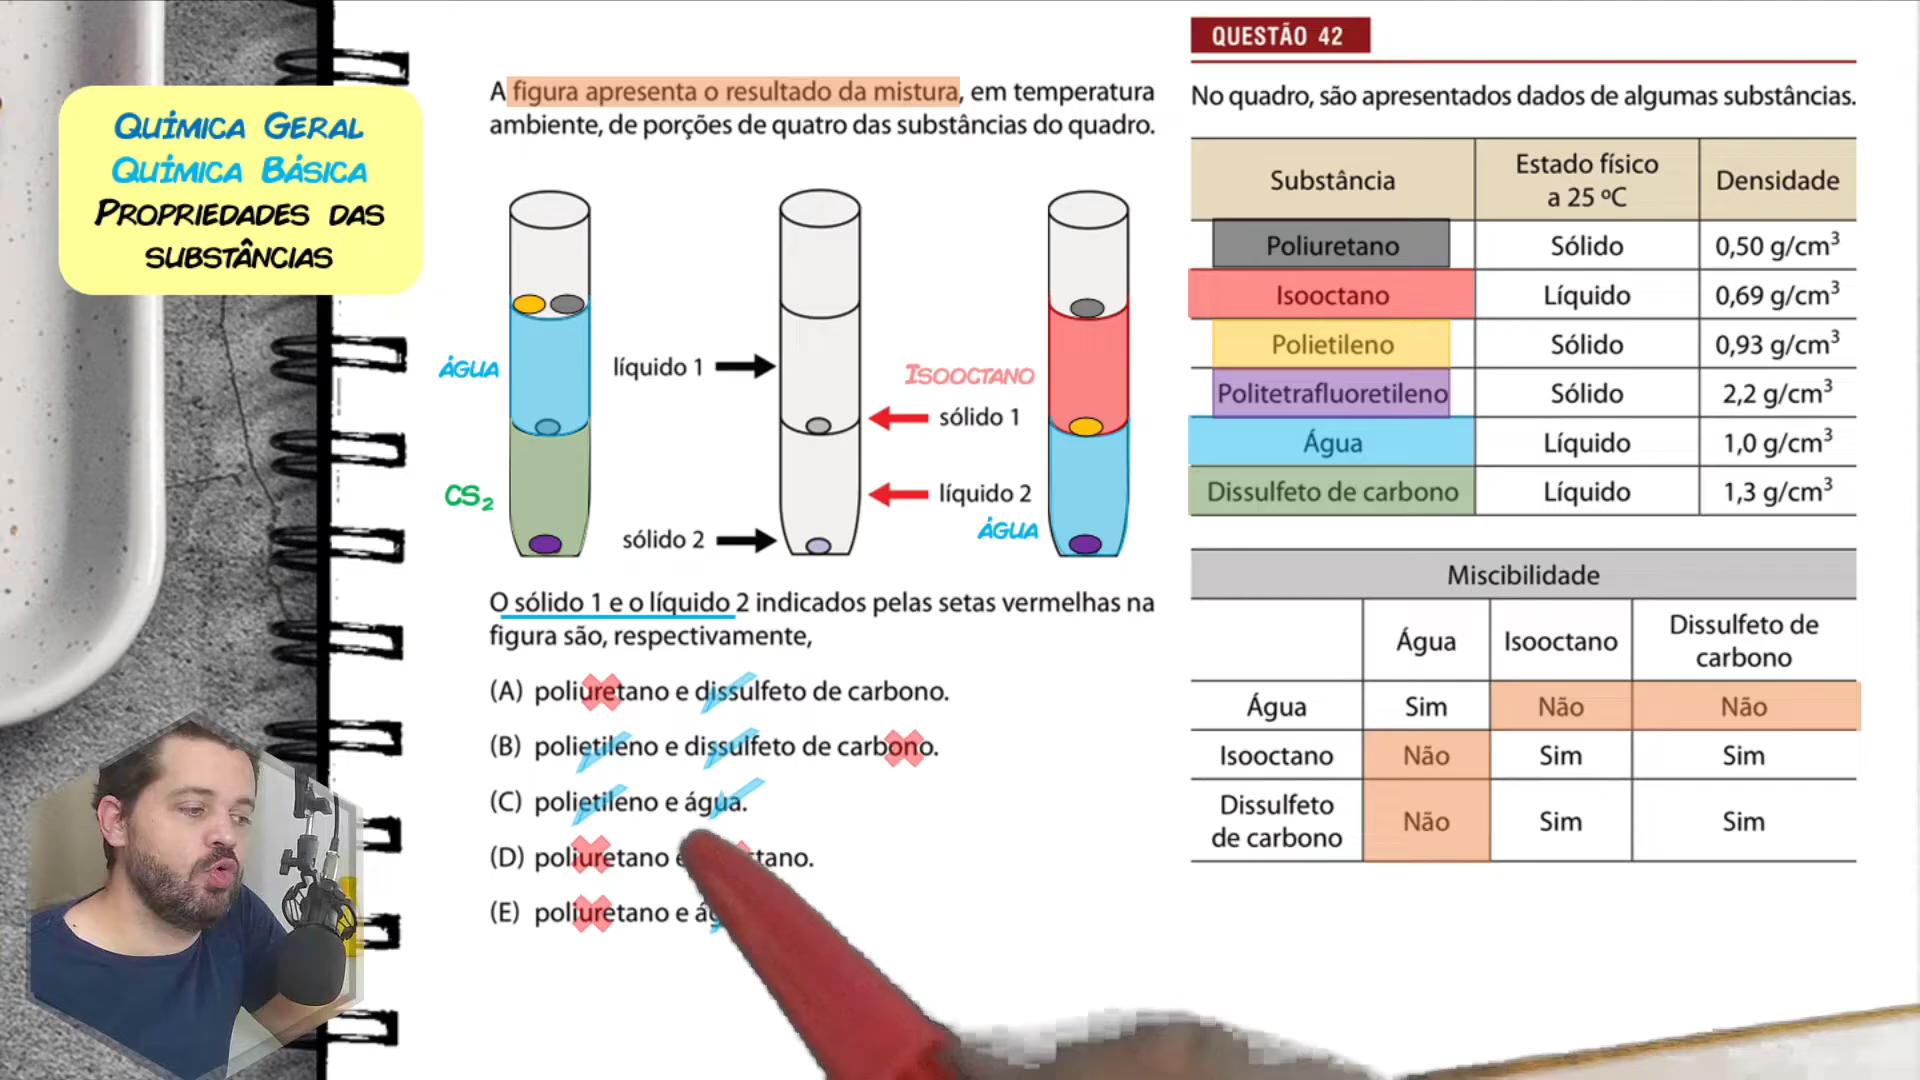 QUÍMICA GERAL
QUÍMICA BÁSICA
PROPRIEDADES DAS
SUBSTÂNCIAS
A figura apresenta o resultado da mistura, em temperatura
ambiente, de porções de quatro das substâncias do quadro.
ÁGUA
CS₂
líquido 1
sólido 2
ISOOCTANO
sólido 1
líquido 2
ÁGUA
O sólido 1 e o líquido 2 indicados pelas setas vermelhas na
figura são, respectivamente,
(A) poliuretano e dissulfeto de carbono.
(B) polietileno e dissulfeto de carbono.
(C) polietileno e água.
(D) poliuretano e tano.
(E) poliuretano e
QUESTÃO 42
No quadro, são apresentados dados de algumas substâncias.
Substância Estado físico a 25 ºC Densidade
Poliuretano Sólido 0,50 g/cm³
Isooctano Líquido 0,69 g/cm³
Polietileno Sólido 0,93 g/cm³
Politetrafluoretileno Sólido 2,2 g/cm³
Água Líquido 1,0 g/cm³
Dissulfeto de carbono Líquido 1,3 g/cm³
Miscibilidade
Água Isooctano Dissulfeto de carbono
Água Sim Não Não
Isooctano Não Sim Sim
Dissulfeto de carbono Não Sim Sim